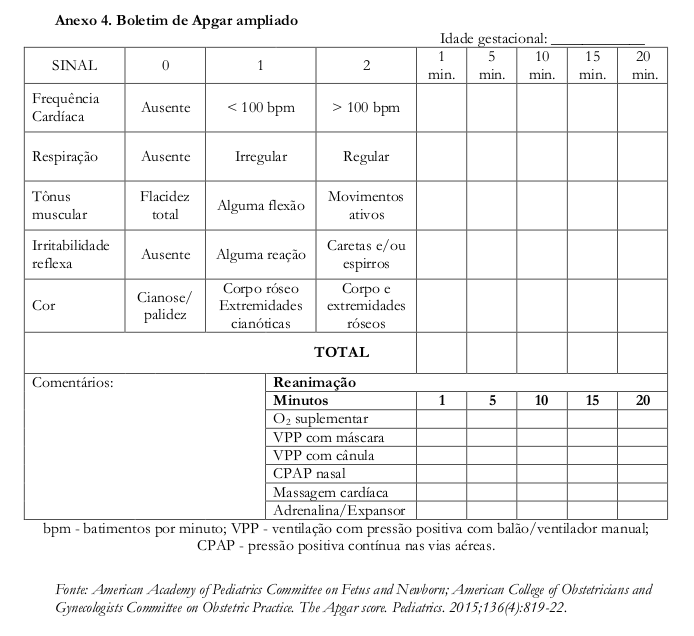 Anexo 4. Boletim de Apgar ampliado
Idade gestacional: ____________
SINAL 0 1 2 1 min. 5 min. 10 min. 15 min. 20 min.
Frequência Cardíaca Ausente < 100 bpm > 100 bpm
Respiração Ausente Irregular Regular
Tônus muscular Flacidez total Alguma flexão Movimentos ativos
Irritabilidade reflexa Ausente Alguma reação Caretas e/ou espirros
Cor Cianose/ palidez Corpo róseo Extremidades cianóticas Corpo e extremidades róseos
TOTAL
Comentários:
Reanimação
Minutos 1 5 10 15 20
O₂ suplementar
VPP com máscara
VPP com cânula
CPAP nasal
Massagem cardíaca
Adrenalina/Expansor
bpm - batimentos por minuto; VPP - ventilação com pressão positiva com balão/ventilador manual;
CPAP - pressão positiva contínua nas vias aéreas.
Fonte: American Academy of Pediatrics Committee on Fetus and Newborn; American College of Obstetricians and
Gynecologists Committee on Obstetric Practice. The Apgar score. Pediatrics. 2015;136(4):819-22.